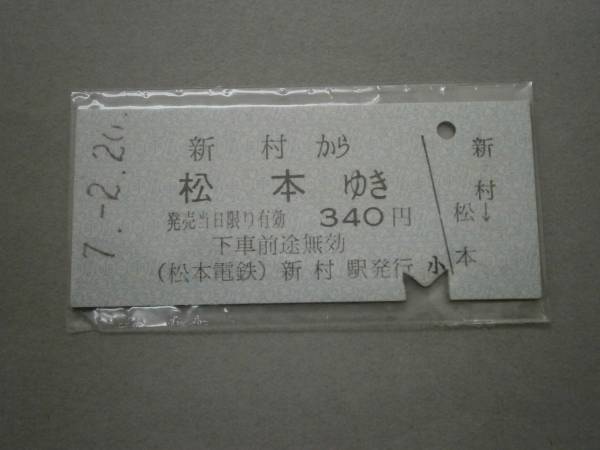 7.-2.20.
新村から
松本ゆき
発売当日限り有効 340円
下車前途無効
(松本電鉄)新村駅発行
小
新村
↓
松本